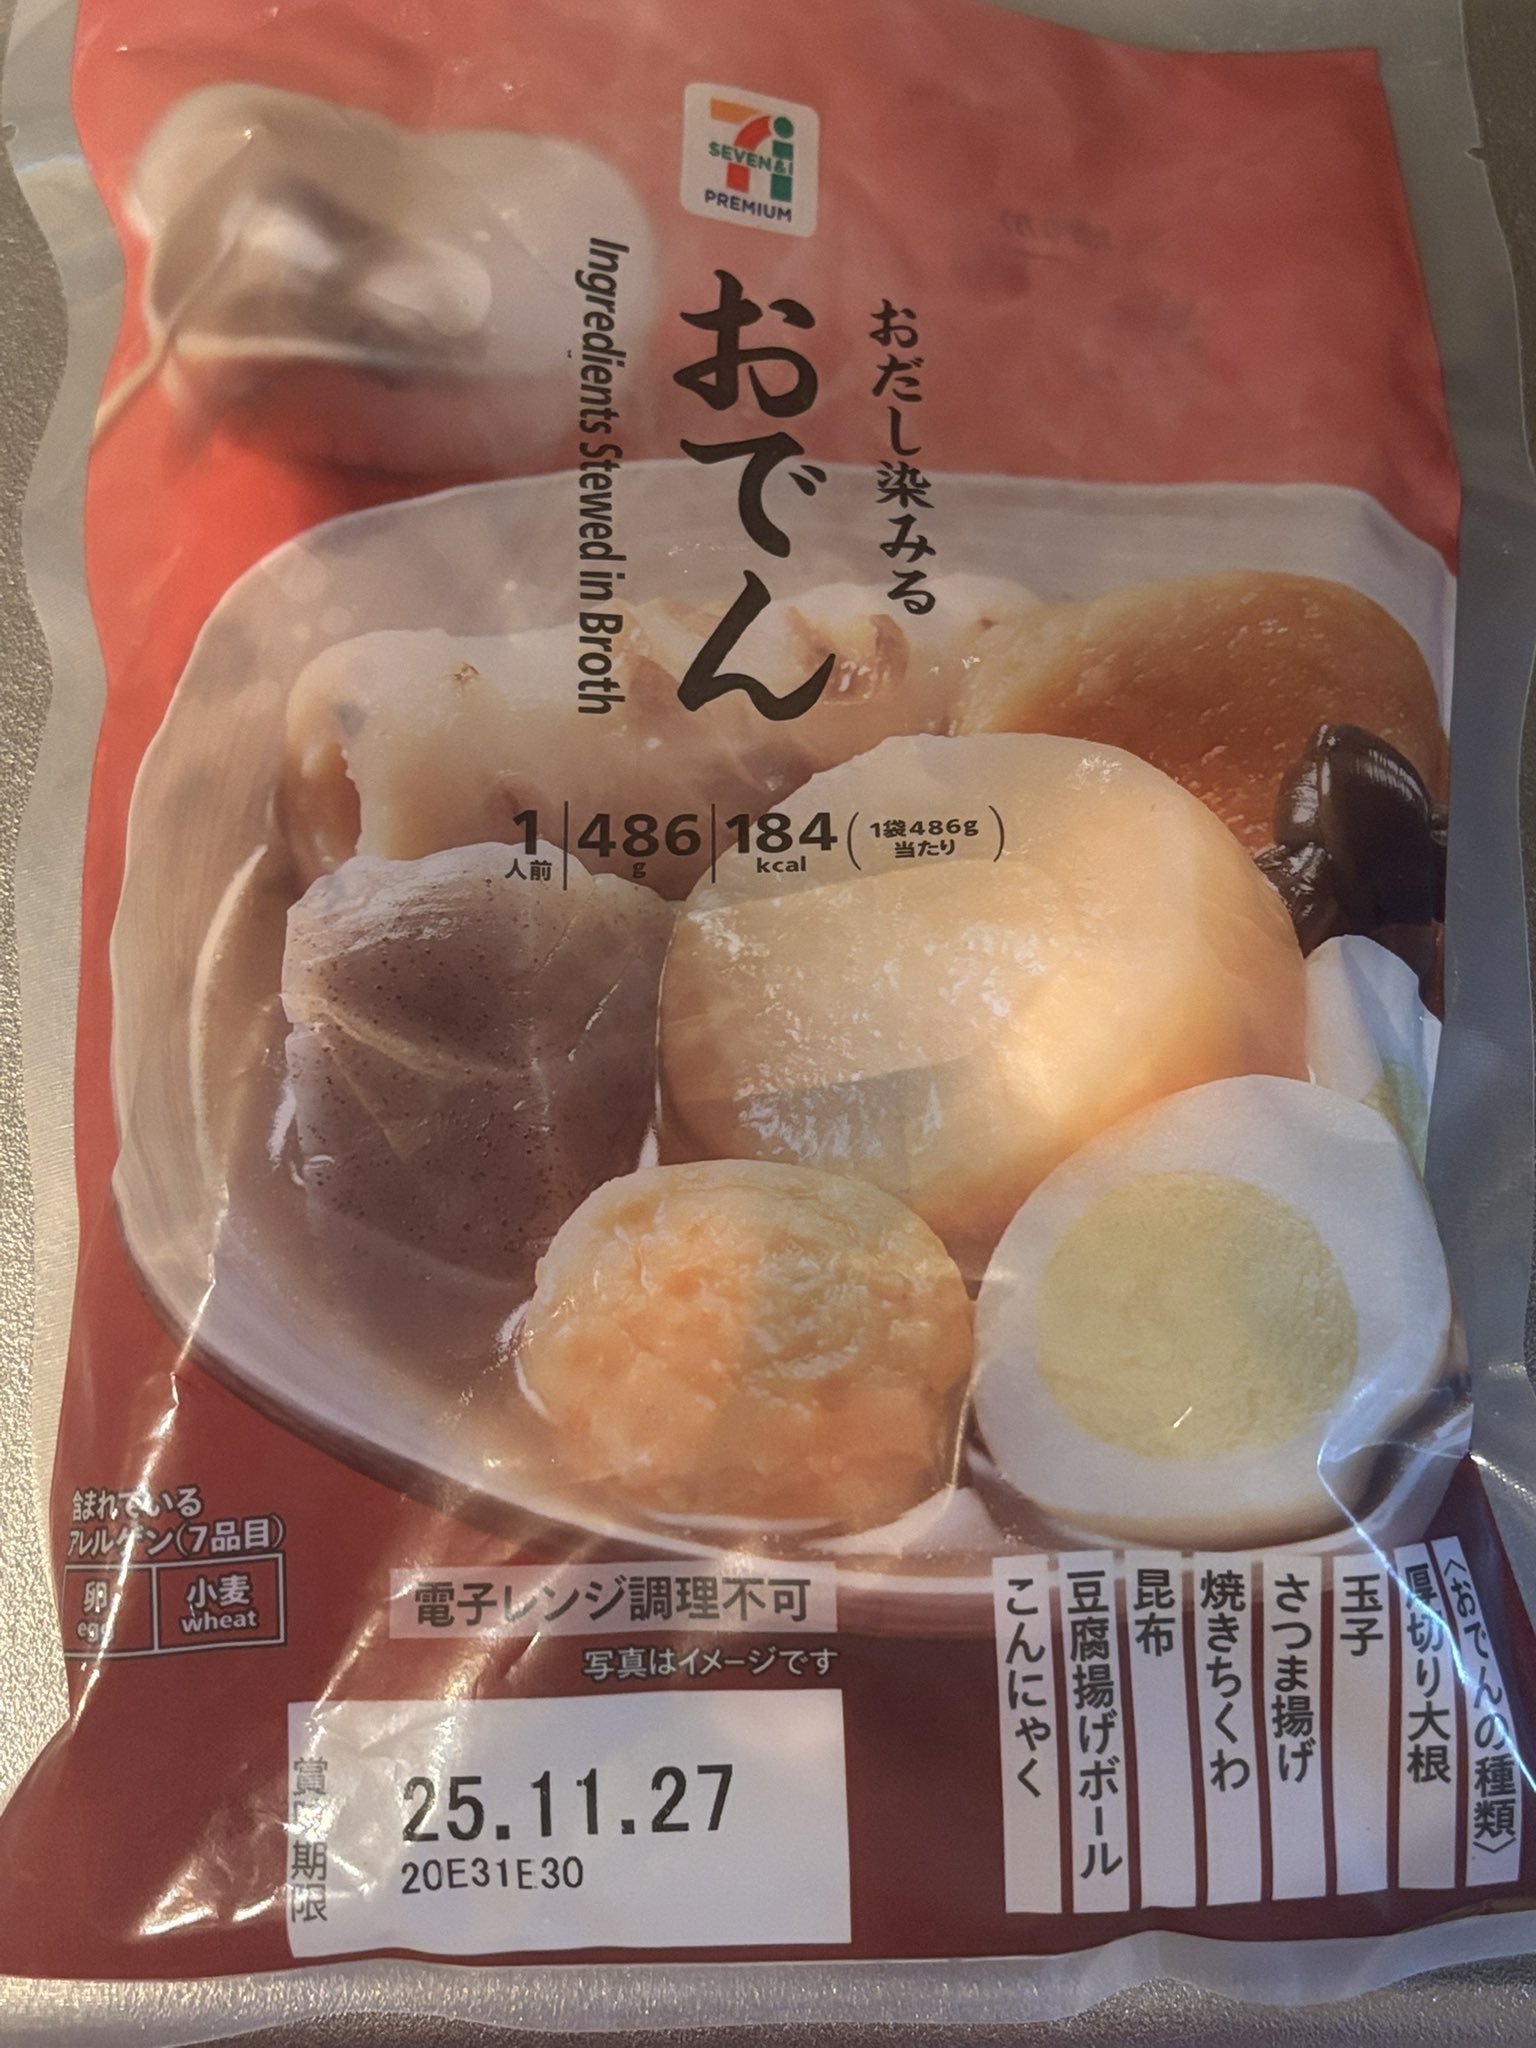 SEVEN&i
PREMIUM
おだし染みる
おでん
Ingredients Stewed in Broth
1人前 486g 184kcal (1袋486g当たり)
含まれている
アレルゲン(7品目)
卵 小麦
egg wheat
電子レンジ調理不可
写真はイメージです
賞味期限
25.11.27
20E31E30
〈おでんの種類〉
厚切り大根
玉子
さつま揚げ
焼きちくわ
昆布
豆腐揚げボール
こんにゃく